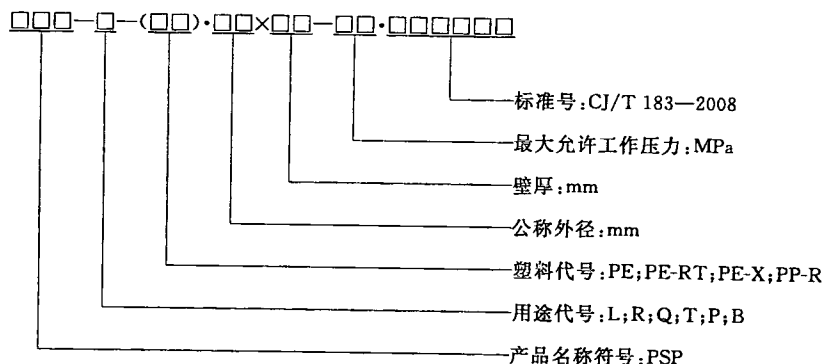 □□□—□—(□□)·□□×□□—□□·□□□□□□
标准号:CJ/T 183—2008
最大允许工作压力:MPa
壁厚:mm
公称外径:mm
塑料代号:PE;PE-RT;PE-X;PP-R
用途代号:L;R;Q;T;P;B
产品名称符号:PSP